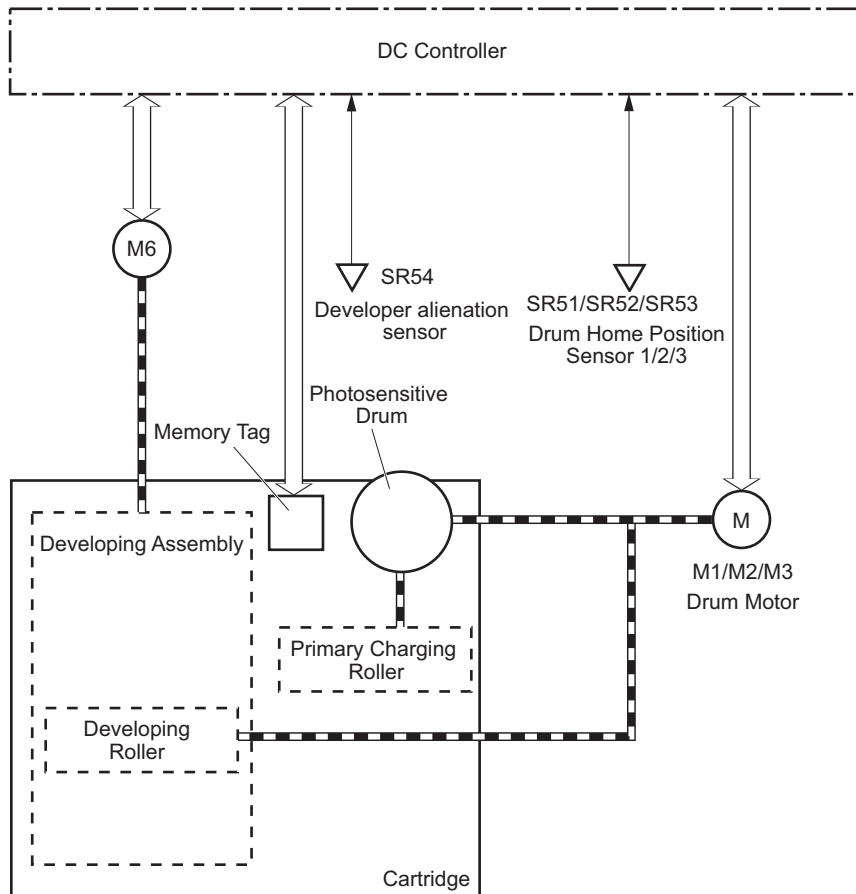 DC Controller
M6
SR54
Developer alienation
sensor
SR51/SR52/SR53
Drum Home Position
Sensor 1/2/3
Photosensitive
Drum
Memory Tag
Developing Assembly
M
M1/M2/M3
Drum Motor
Primary Charging
Roller
Developing
Roller
Cartridge